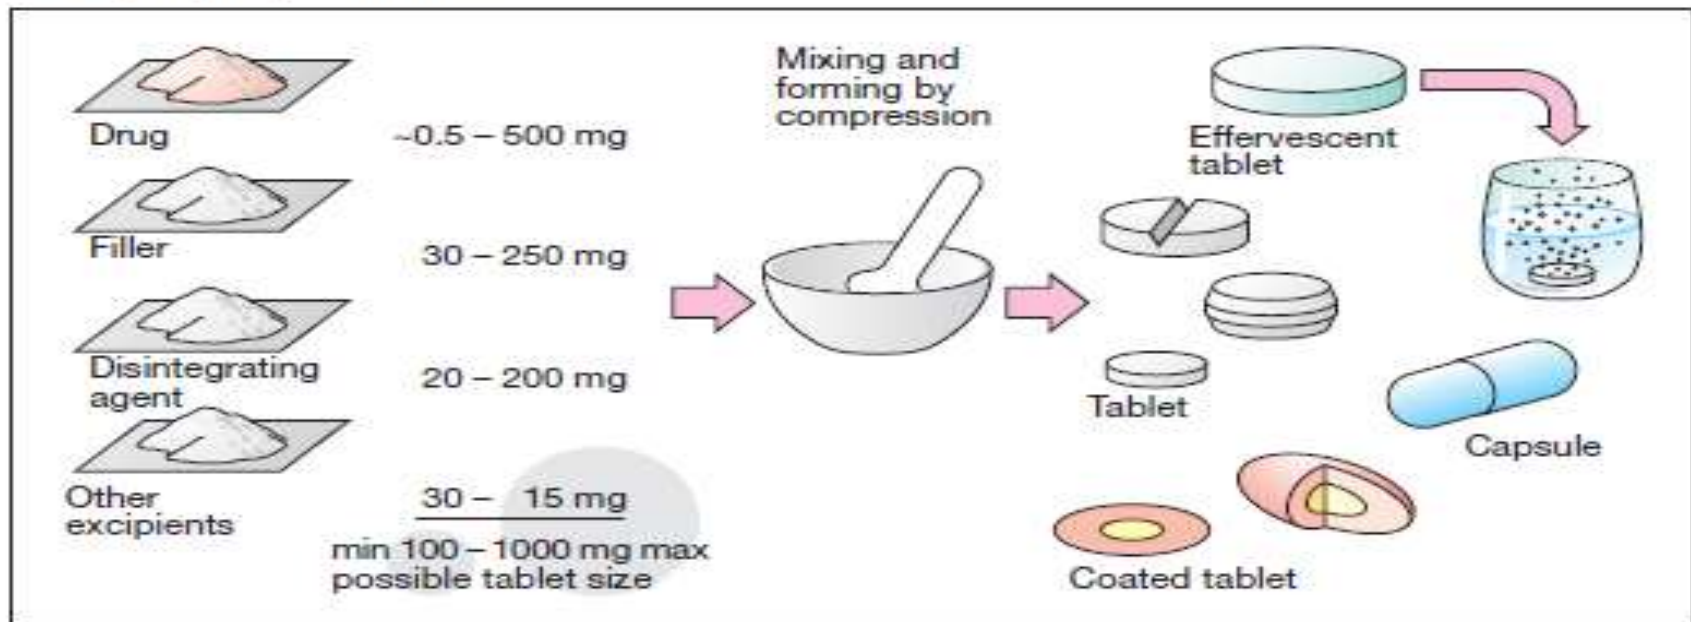 Drug
~0.5 – 500 mg
Filler
30 – 250 mg
Disintegrating
agent
20 – 200 mg
Other
excipients
30 – 15 mg
min 100 – 1000 mg max
possible tablet size
Mixing and
forming by
compression
Effervescent
tablet
Tablet
Capsule
Coated tablet